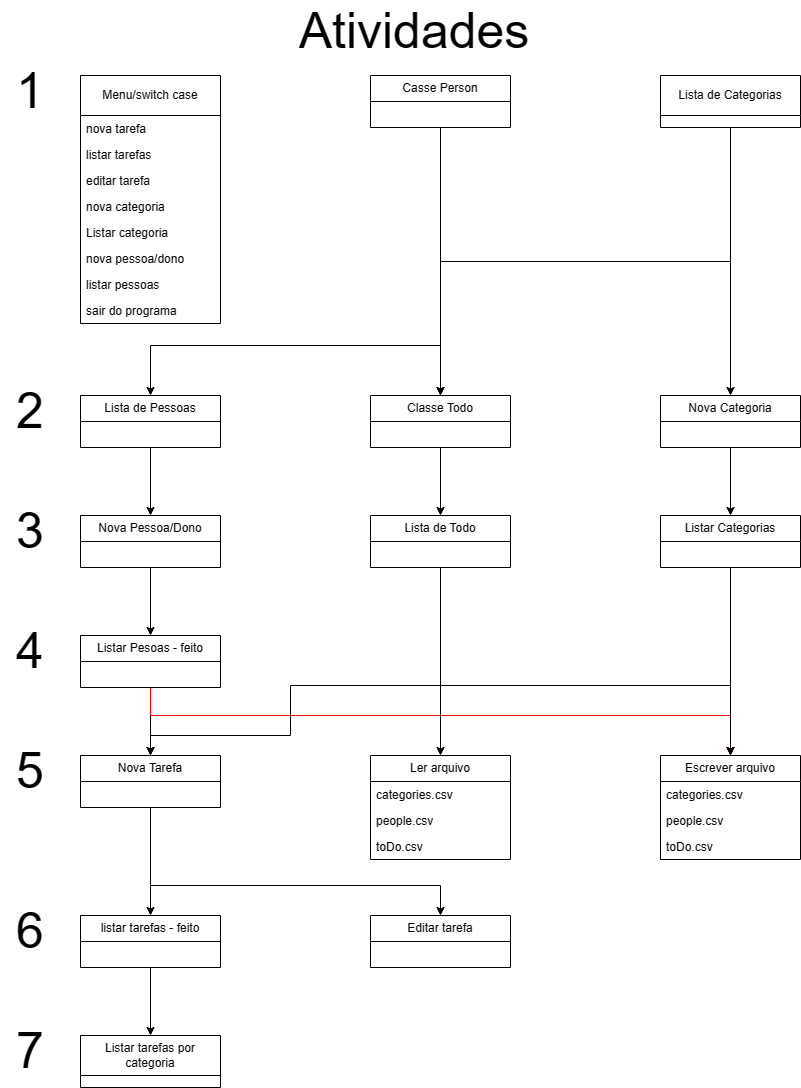 Atividades
1
Menu/switch case
nova tarefa
listar tarefas
editar tarefa
nova categoria
Listar categoria
nova pessoa/dono
listar pessoas
sair do programa
Casse Person
Lista de Categorias
2
Lista de Pessoas
Classe Todo
Nova Categoria
3
Nova Pessoa/Dono
Lista de Todo
Listar Categorias
4
Listar Pesoas - feito
5
Nova Tarefa
Ler arquivo
categories.csv
people.csv
toDo.csv
Escrever arquivo
categories.csv
people.csv
toDo.csv
6
listar tarefas - feito
Editar tarefa
7
Listar tarefas por
categoria